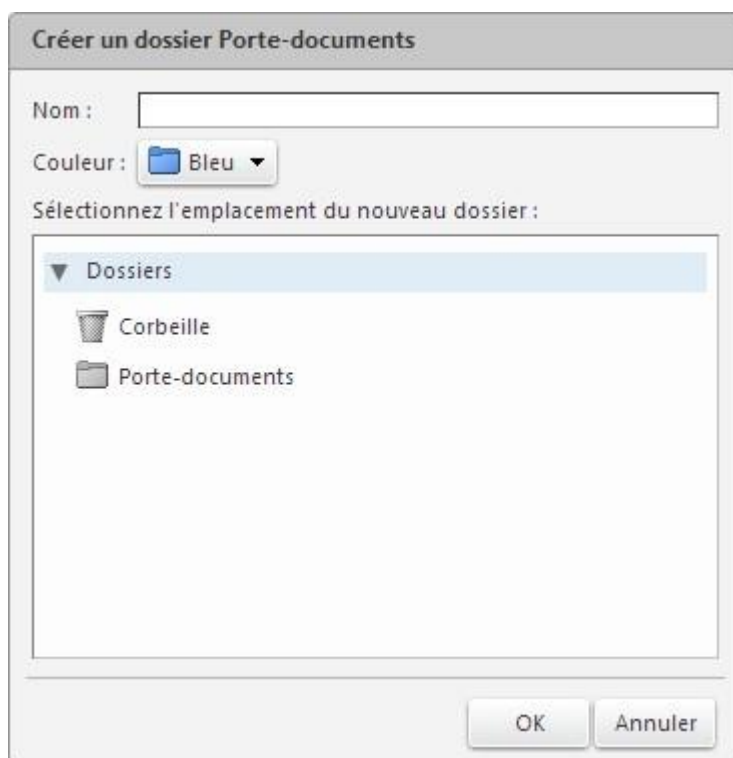 Créer un dossier Porte-documents
Nom :
Couleur : Bleu
Sélectionnez l'emplacement du nouveau dossier :
Dossiers
Corbeille
Porte-documents
OK Annuler